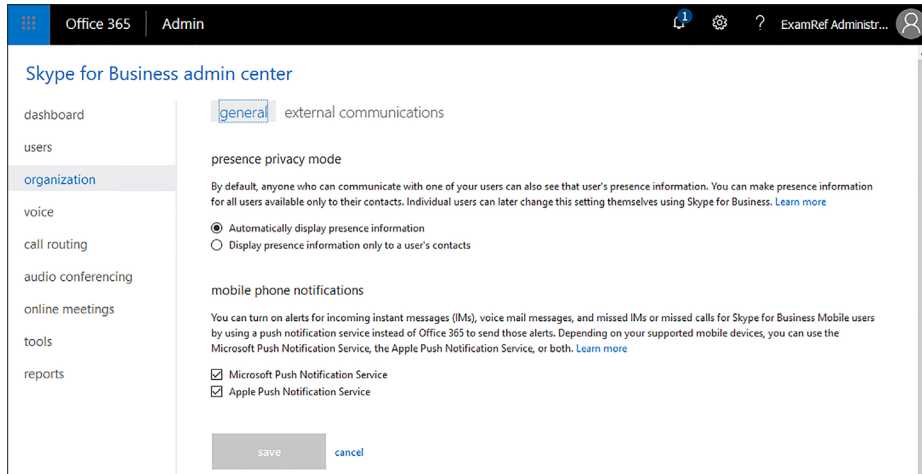 Office 365 Admin 1 ? ExamRef Administr...
Skype for Business admin center
dashboard
users
organization
voice
call routing
audio conferencing
online meetings
tools
reports
general external communications
presence privacy mode
By default, anyone who can communicate with one of your users can also see that user's presence information. You can make presence information
for all users available only to their contacts. Individual users can later change this setting themselves using Skype for Business. Learn more
Automatically display presence information
Display presence information only to a user's contacts
mobile phone notifications
You can turn on alerts for incoming instant messages (IMs), voice mail messages, and missed IMs or missed calls for Skype for Business Mobile users
by using a push notification service instead of Office 365 to send those alerts. Depending on your supported mobile devices, you can use the
Microsoft Push Notification Service, the Apple Push Notification Service, or both. Learn more
Microsoft Push Notification Service
Apple Push Notification Service
save cancel